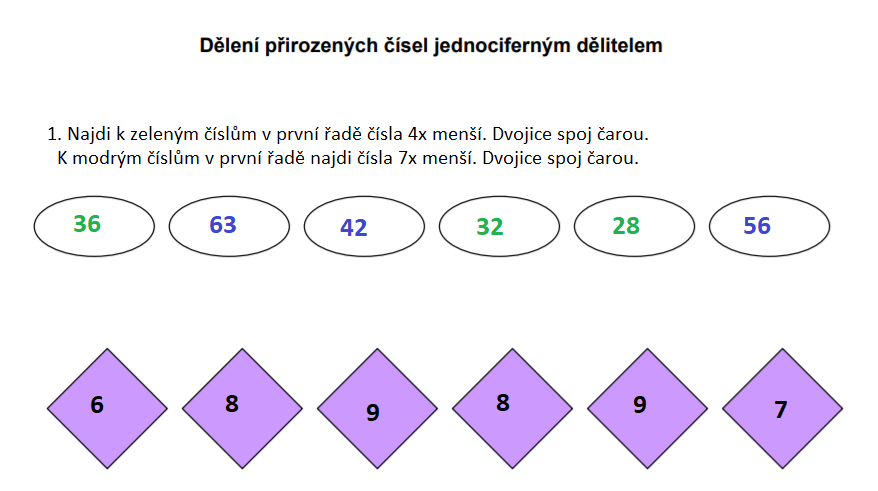 Dělení přirozených čísel jednociferným dělitelem
1. Najdi k zeleným číslům v první řadě čísla 4x menší. Dvojice spoj čarou.
K modrým číslům v první řadě najdi čísla 7x menší. Dvojice spoj čarou.
36 63 42 32 28 56
6 8 9 8 9 7